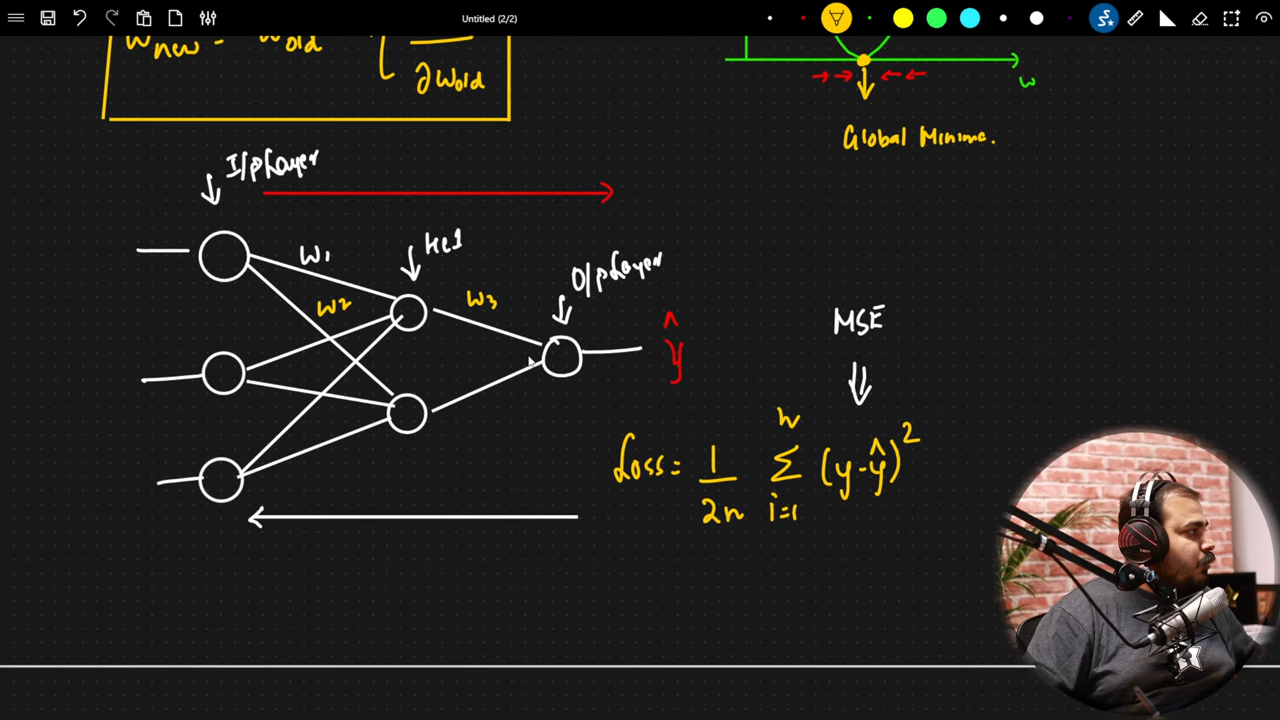 Untitled (2/2)
Wnew = Wold
∂Wold
W
Global Minima.
I/p Layer
HL1
O/p Layer
W1
W2
W3
ŷ
MSE
Loss = 1/2n n Σ i=1 (y-ŷ)²